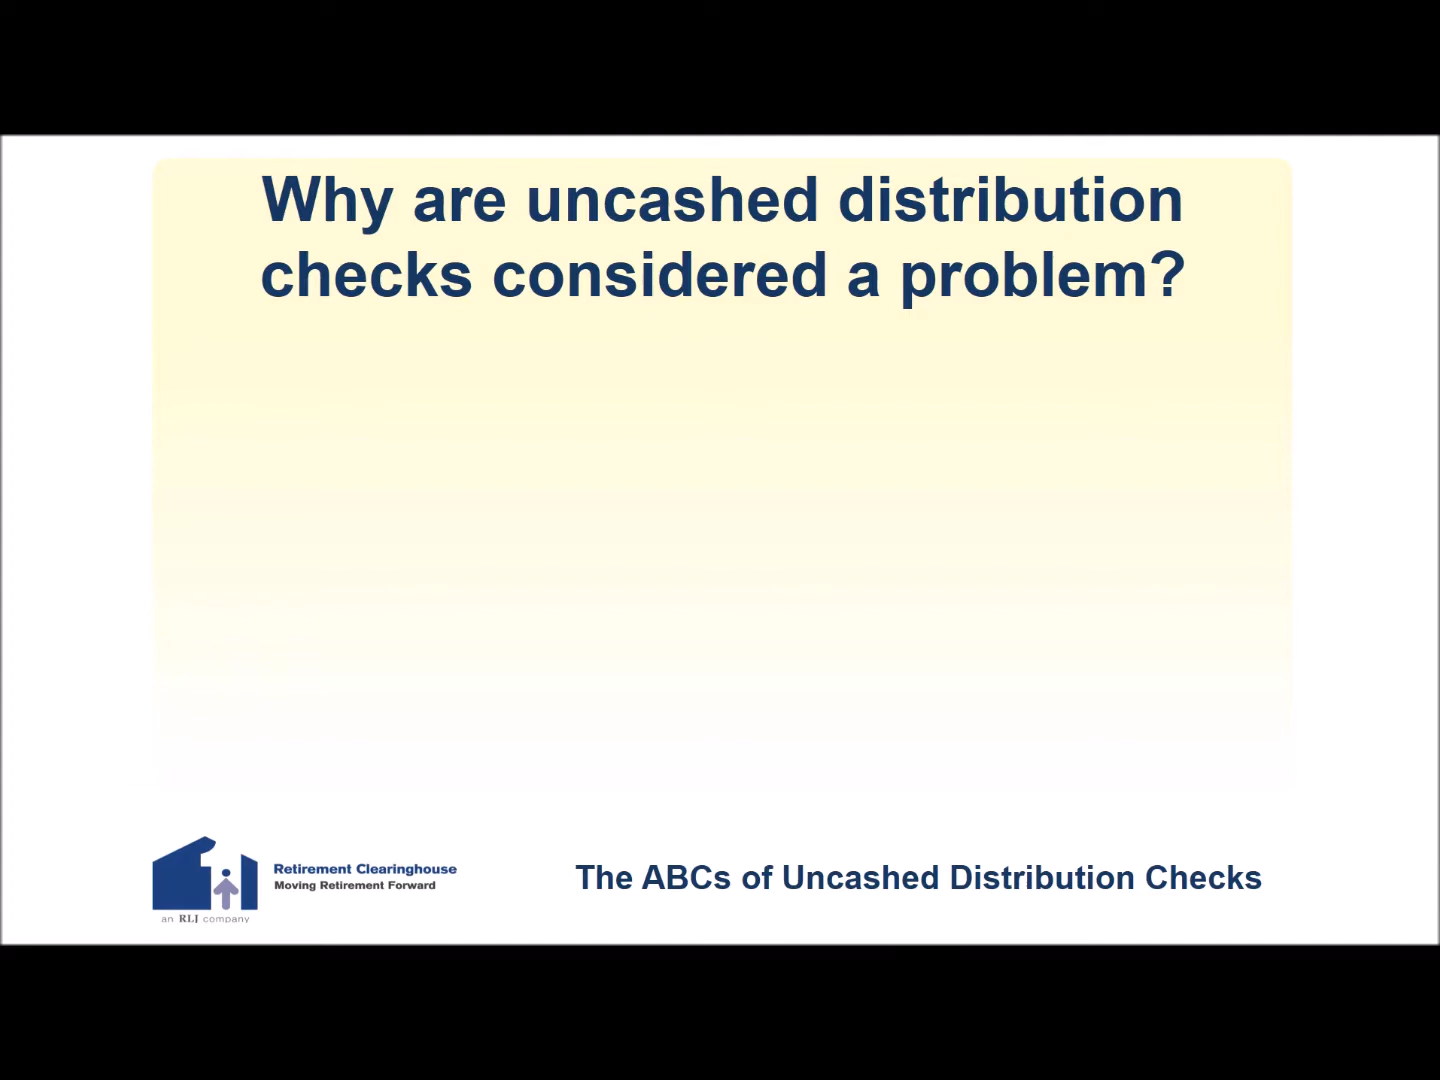 Why are uncashed distribution
checks considered a problem?
Retirement Clearinghouse
Moving Retirement Forward
an RLJ company
The ABCs of Uncashed Distribution Checks